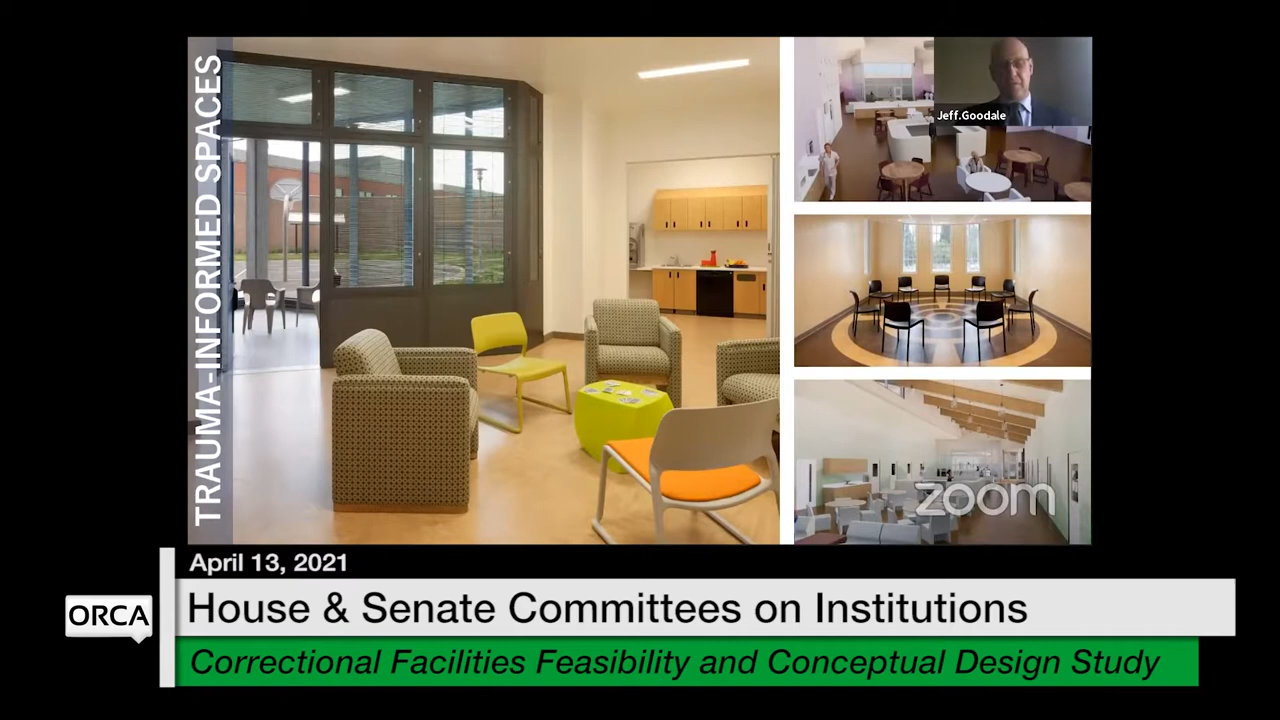 TRAUMA-INFORMED SPACES
Jeff.Goodale
zoom
April 13, 2021
ORCA
House & Senate Committees on Institutions
Correctional Facilities Feasibility and Conceptual Design Study